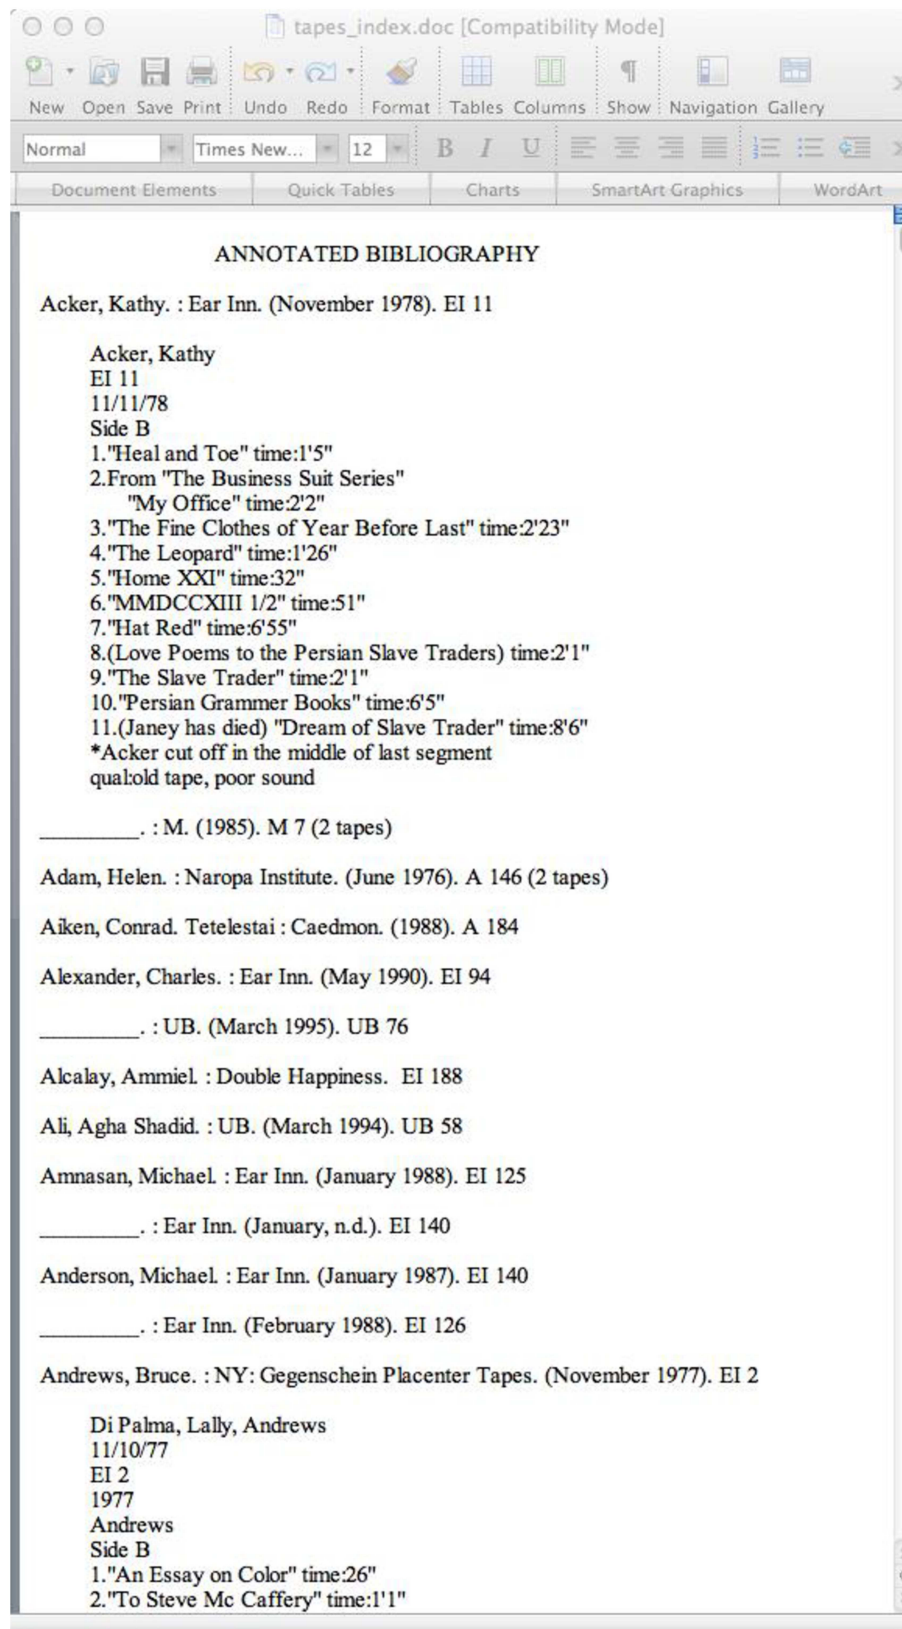 tapes_index.doc [Compatibility Mode]
New Open Save Print Undo Redo Format Tables Columns Show Navigation Gallery
Normal Times New... 12 B I U
Document Elements Quick Tables Charts SmartArt Graphics WordArt
ANNOTATED BIBLIOGRAPHY
Acker, Kathy. : Ear Inn. (November 1978). EI 11
Acker, Kathy
EI 11
11/11/78
Side B
1."Heal and Toe" time:1'5"
2.From "The Business Suit Series"
"My Office" time:2'2"
3."The Fine Clothes of Year Before Last" time:2'23"
4."The Leopard" time:1'26"
5."Home XXI" time:32"
6."MMDCCXIII 1/2" time:51"
7."Hat Red" time:6'55"
8.(Love Poems to the Persian Slave Traders) time:2'1"
9."The Slave Trader" time:2'1"
10."Persian Grammer Books" time:6'5"
11.(Janey has died) "Dream of Slave Trader" time:8'6"
*Acker cut off in the middle of last segment
qual:old tape, poor sound
__________. : M. (1985). M 7 (2 tapes)
Adam, Helen. : Naropa Institute. (June 1976). A 146 (2 tapes)
Aiken, Conrad. Tetelestai : Caedmon. (1988). A 184
Alexander, Charles. : Ear Inn. (May 1990). EI 94
__________. : UB. (March 1995). UB 76
Alcalay, Ammiel. : Double Happiness. EI 188
Ali, Agha Shadid. : UB. (March 1994). UB 58
Amnasan, Michael. : Ear Inn. (January 1988). EI 125
__________. : Ear Inn. (January, n.d.). EI 140
Anderson, Michael. : Ear Inn. (January 1987). EI 140
__________. : Ear Inn. (February 1988). EI 126
Andrews, Bruce. : NY: Gegenschein Placenter Tapes. (November 1977). EI 2
Di Palma, Lally, Andrews
11/10/77
EI 2
1977
Andrews
Side B
1."An Essay on Color" time:26"
2."To Steve Mc Caffery" time:1'1"